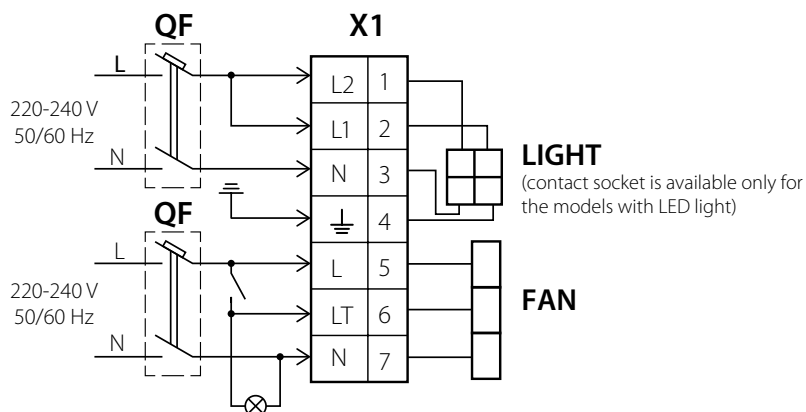 QF
X1
L
220-240 V
50/60 Hz
N
L2 1
L1 2
N 3
4
LIGHT
(contact socket is available only for
the models with LED light)
QF
L
220-240 V
50/60 Hz
N
L 5
LT 6
N 7
FAN